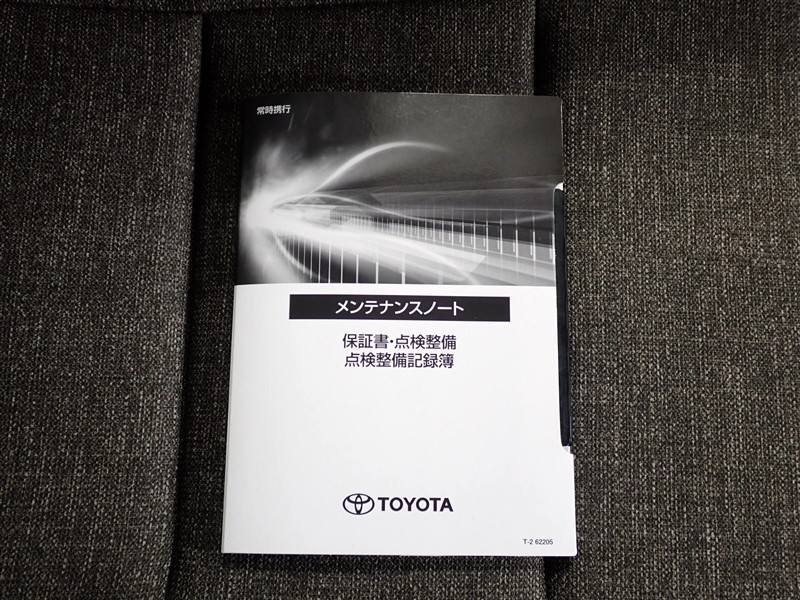 常時携行
メンテナンスノート
保証書・点検整備
点検整備記録簿
TOYOTA
T-2 62205